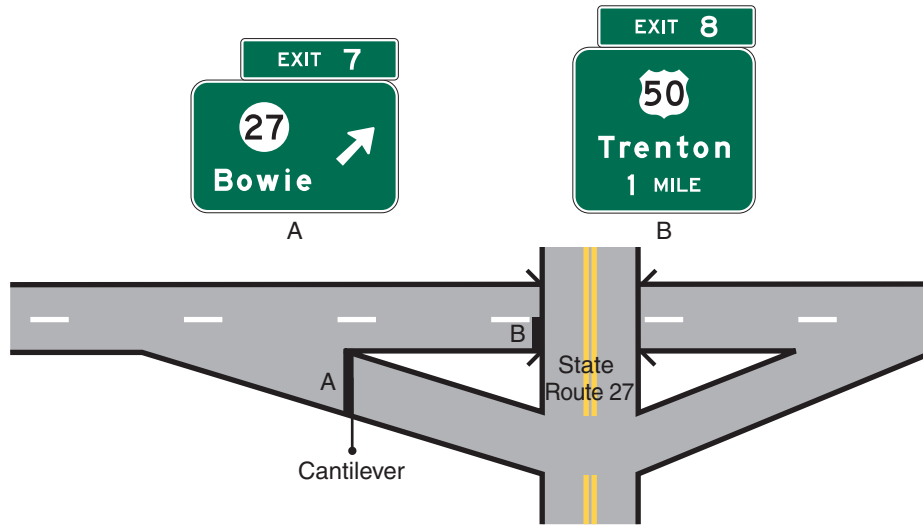 EXIT 7
27
Bowie
A
EXIT 8
50
Trenton
1 MILE
B
A
B
State
Route 27
Cantilever